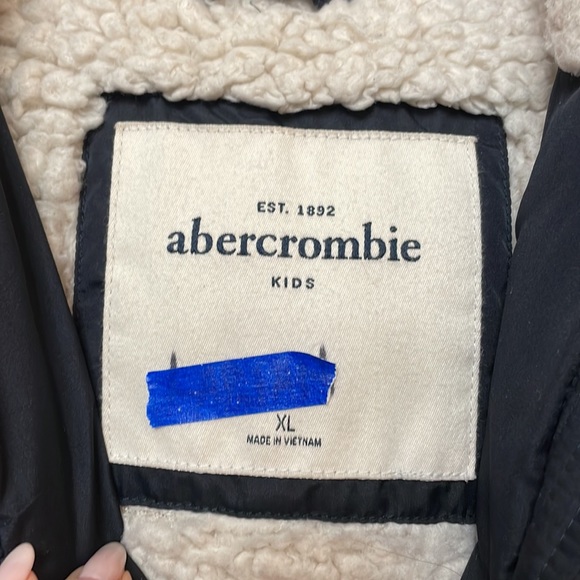 EST. 1892
abercrombie
KIDS
XL
MADE IN VIETNAM